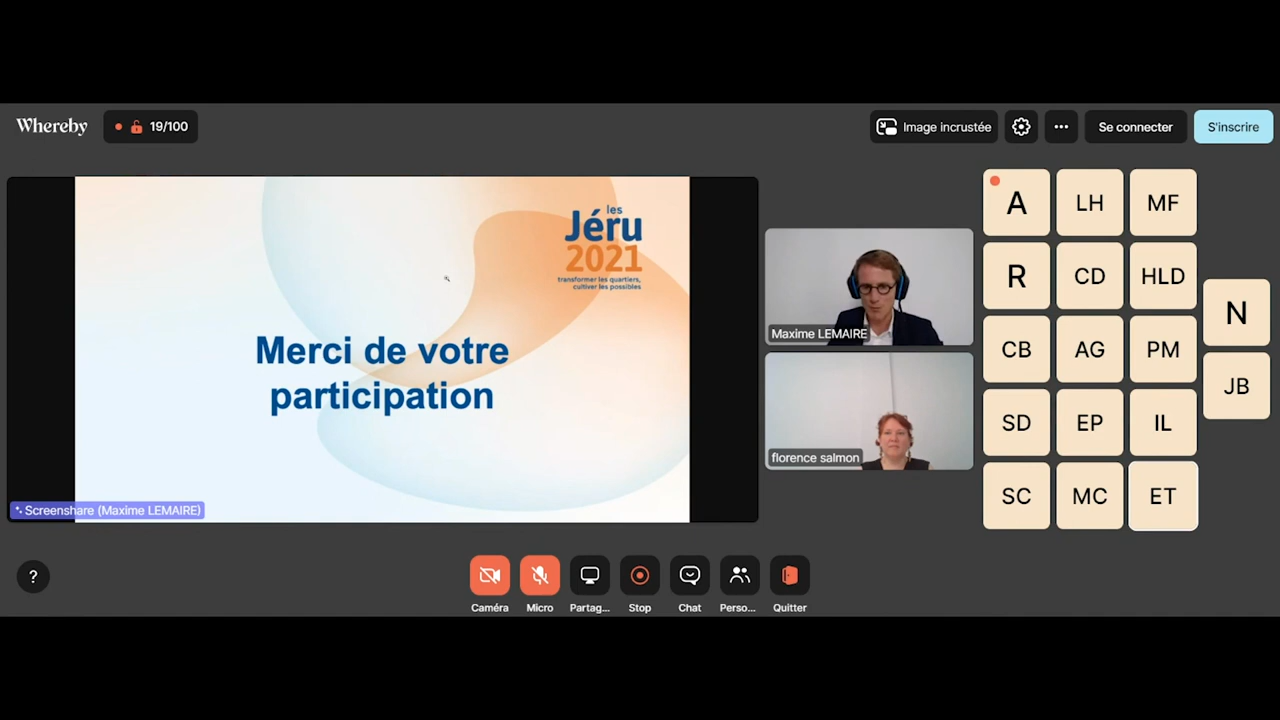 Whereby
19/100
Image incrustée
Se connecter
S'inscrire
les
Jéru
2021
transformer les quartiers,
cultiver les possibles
Merci de votre
participation
Screenshare (Maxime LEMAIRE)
Maxime LEMAIRE
florence salmon
A
LH
MF
R
CD
HLD
CB
AG
PM
SD
EP
IL
SC
MC
ET
N
JB
?
Caméra
Micro
Partag...
Stop
Chat
Perso...
Quitter